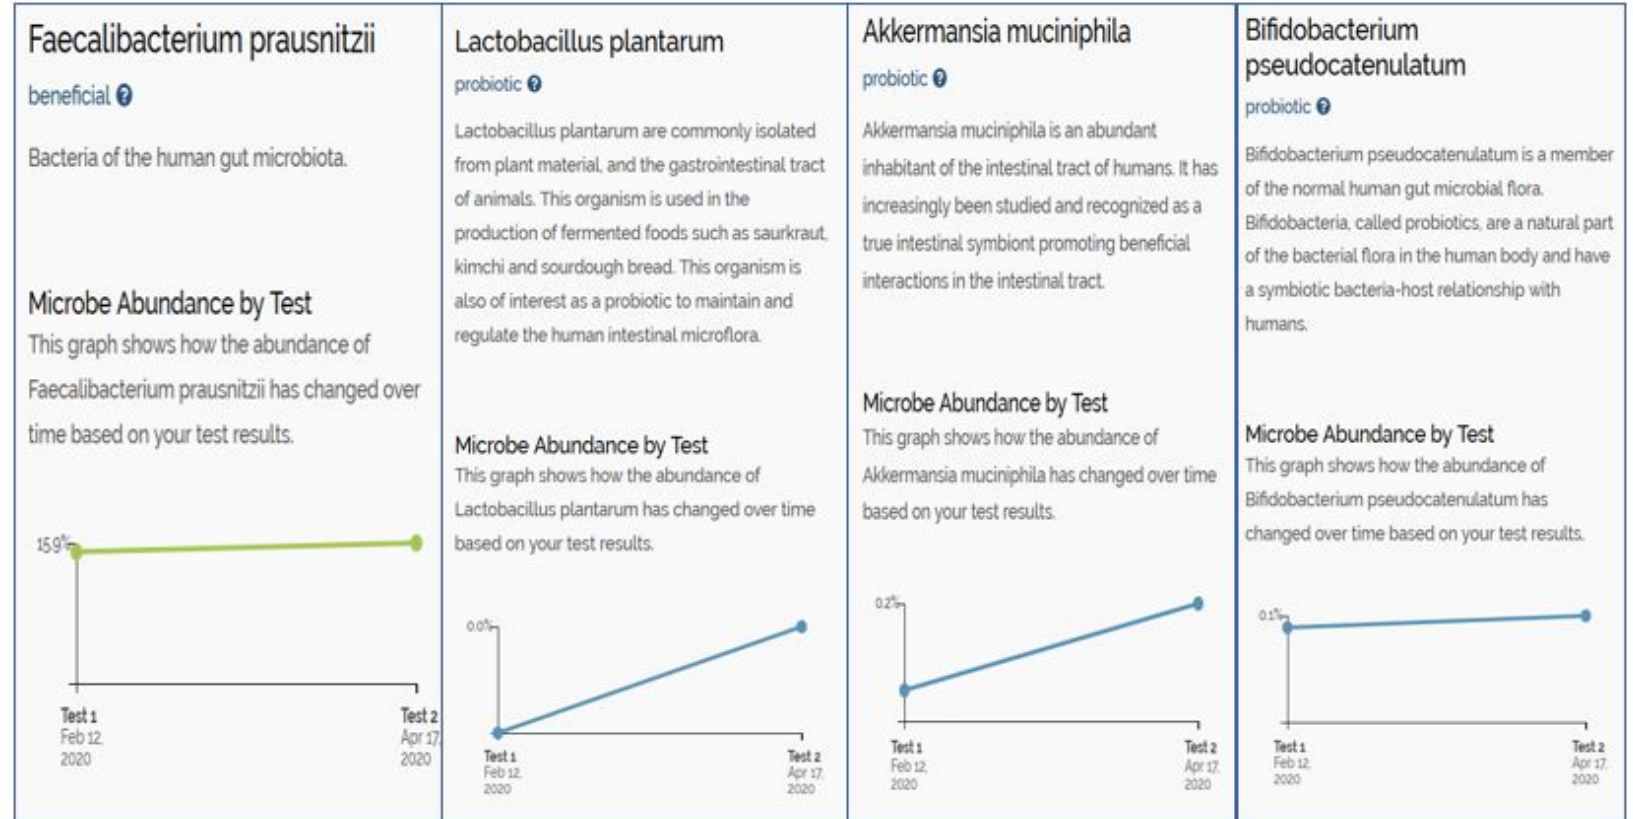 Faecalibacterium prausnitzii
beneficial ?
Bacteria of the human gut microbiota.
Microbe Abundance by Test
This graph shows how the abundance of
Faecalibacterium prausnitzii has changed over
time based on your test results.
15.9%
Test 1
Feb 12,
2020
Test 2
Apr 17,
2020
Lactobacillus plantarum
probiotic ?
Lactobacillus plantarum are commonly isolated
from plant material, and the gastrointestinal tract
of animals. This organism is used in the
production of fermented foods such as saurkraut,
kimchi and sourdough bread. This organism is
also of interest as a probiotic to maintain and
regulate the human intestinal microflora.
Microbe Abundance by Test
This graph shows how the abundance of
Lactobacillus plantarum has changed over time
based on your test results.
0.0%
Test 1
Feb 12,
2020
Test 2
Apr 17,
2020
Akkermansia muciniphila
probiotic ?
Akkermansia muciniphila is an abundant
inhabitant of the intestinal tract of humans. It has
increasingly been studied and recognized as a
true intestinal symbiont promoting beneficial
interactions in the intestinal tract.
Microbe Abundance by Test
This graph shows how the abundance of
Akkermansia muciniphila has changed over time
based on your test results.
0.2%
Test 1
Feb 12,
2020
Test 2
Apr 17,
2020
Bifidobacterium
pseudocatenulatum
probiotic ?
Bifidobacterium pseudocatenulatum is a member
of the normal human gut microbial flora.
Bifidobacteria, called probiotics, are a natural part
of the bacterial flora in the human body and have
a symbiotic bacteria-host relationship with
humans.
Microbe Abundance by Test
This graph shows how the abundance of
Bifidobacterium pseudocatenulatum has
changed over time based on your test results.
0.1%
Test 1
Feb 12,
2020
Test 2
Apr 17,
2020